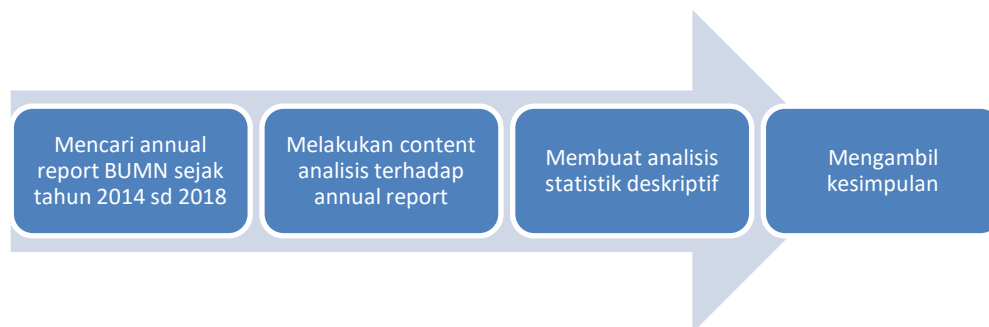 Mencari annual
report BUMN sejak
tahun 2014 sd 2018
Melakukan content
analisis terhadap
annual report
Membuat analisis
statistik deskriptif
Mengambil
kesimpulan